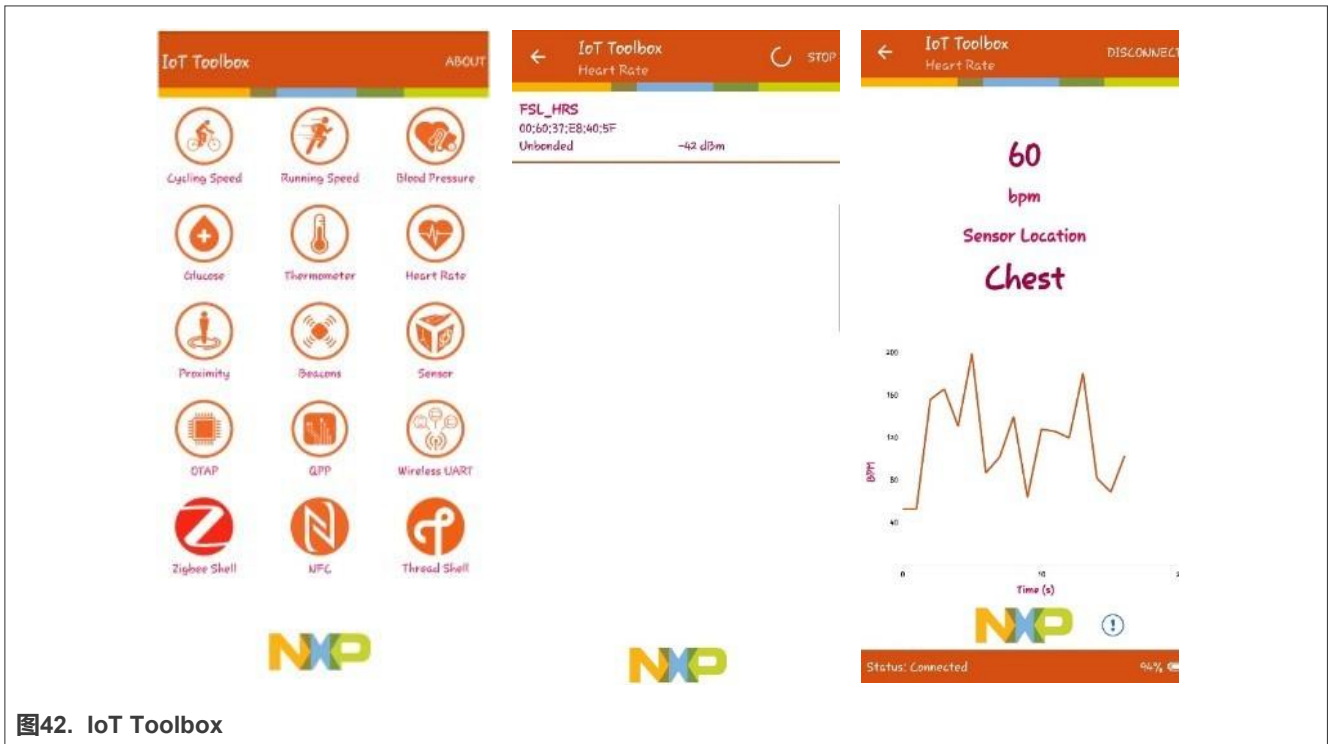 IoT Toolbox
ABOUT
Cycling Speed Running Speed Blood Pressure
Glucose Thermometer Heart Rate
Proximity Beacons Sensor
OTAP QPP Wireless UART
Zigbee Shell NFC Thread Shell
NXP
IoT Toolbox
Heart Rate
STOP
FSL_HRS
00:60:37:E8:40:5F
Unbonded -42 dBm
NXP
IoT Toolbox
Heart Rate
DISCONNECT
60
bpm
Sensor Location
Chest
200
160
120
80
40
BPM
0 10
Time (s)
NXP
Status: Connected 94%
图42. IoT Toolbox